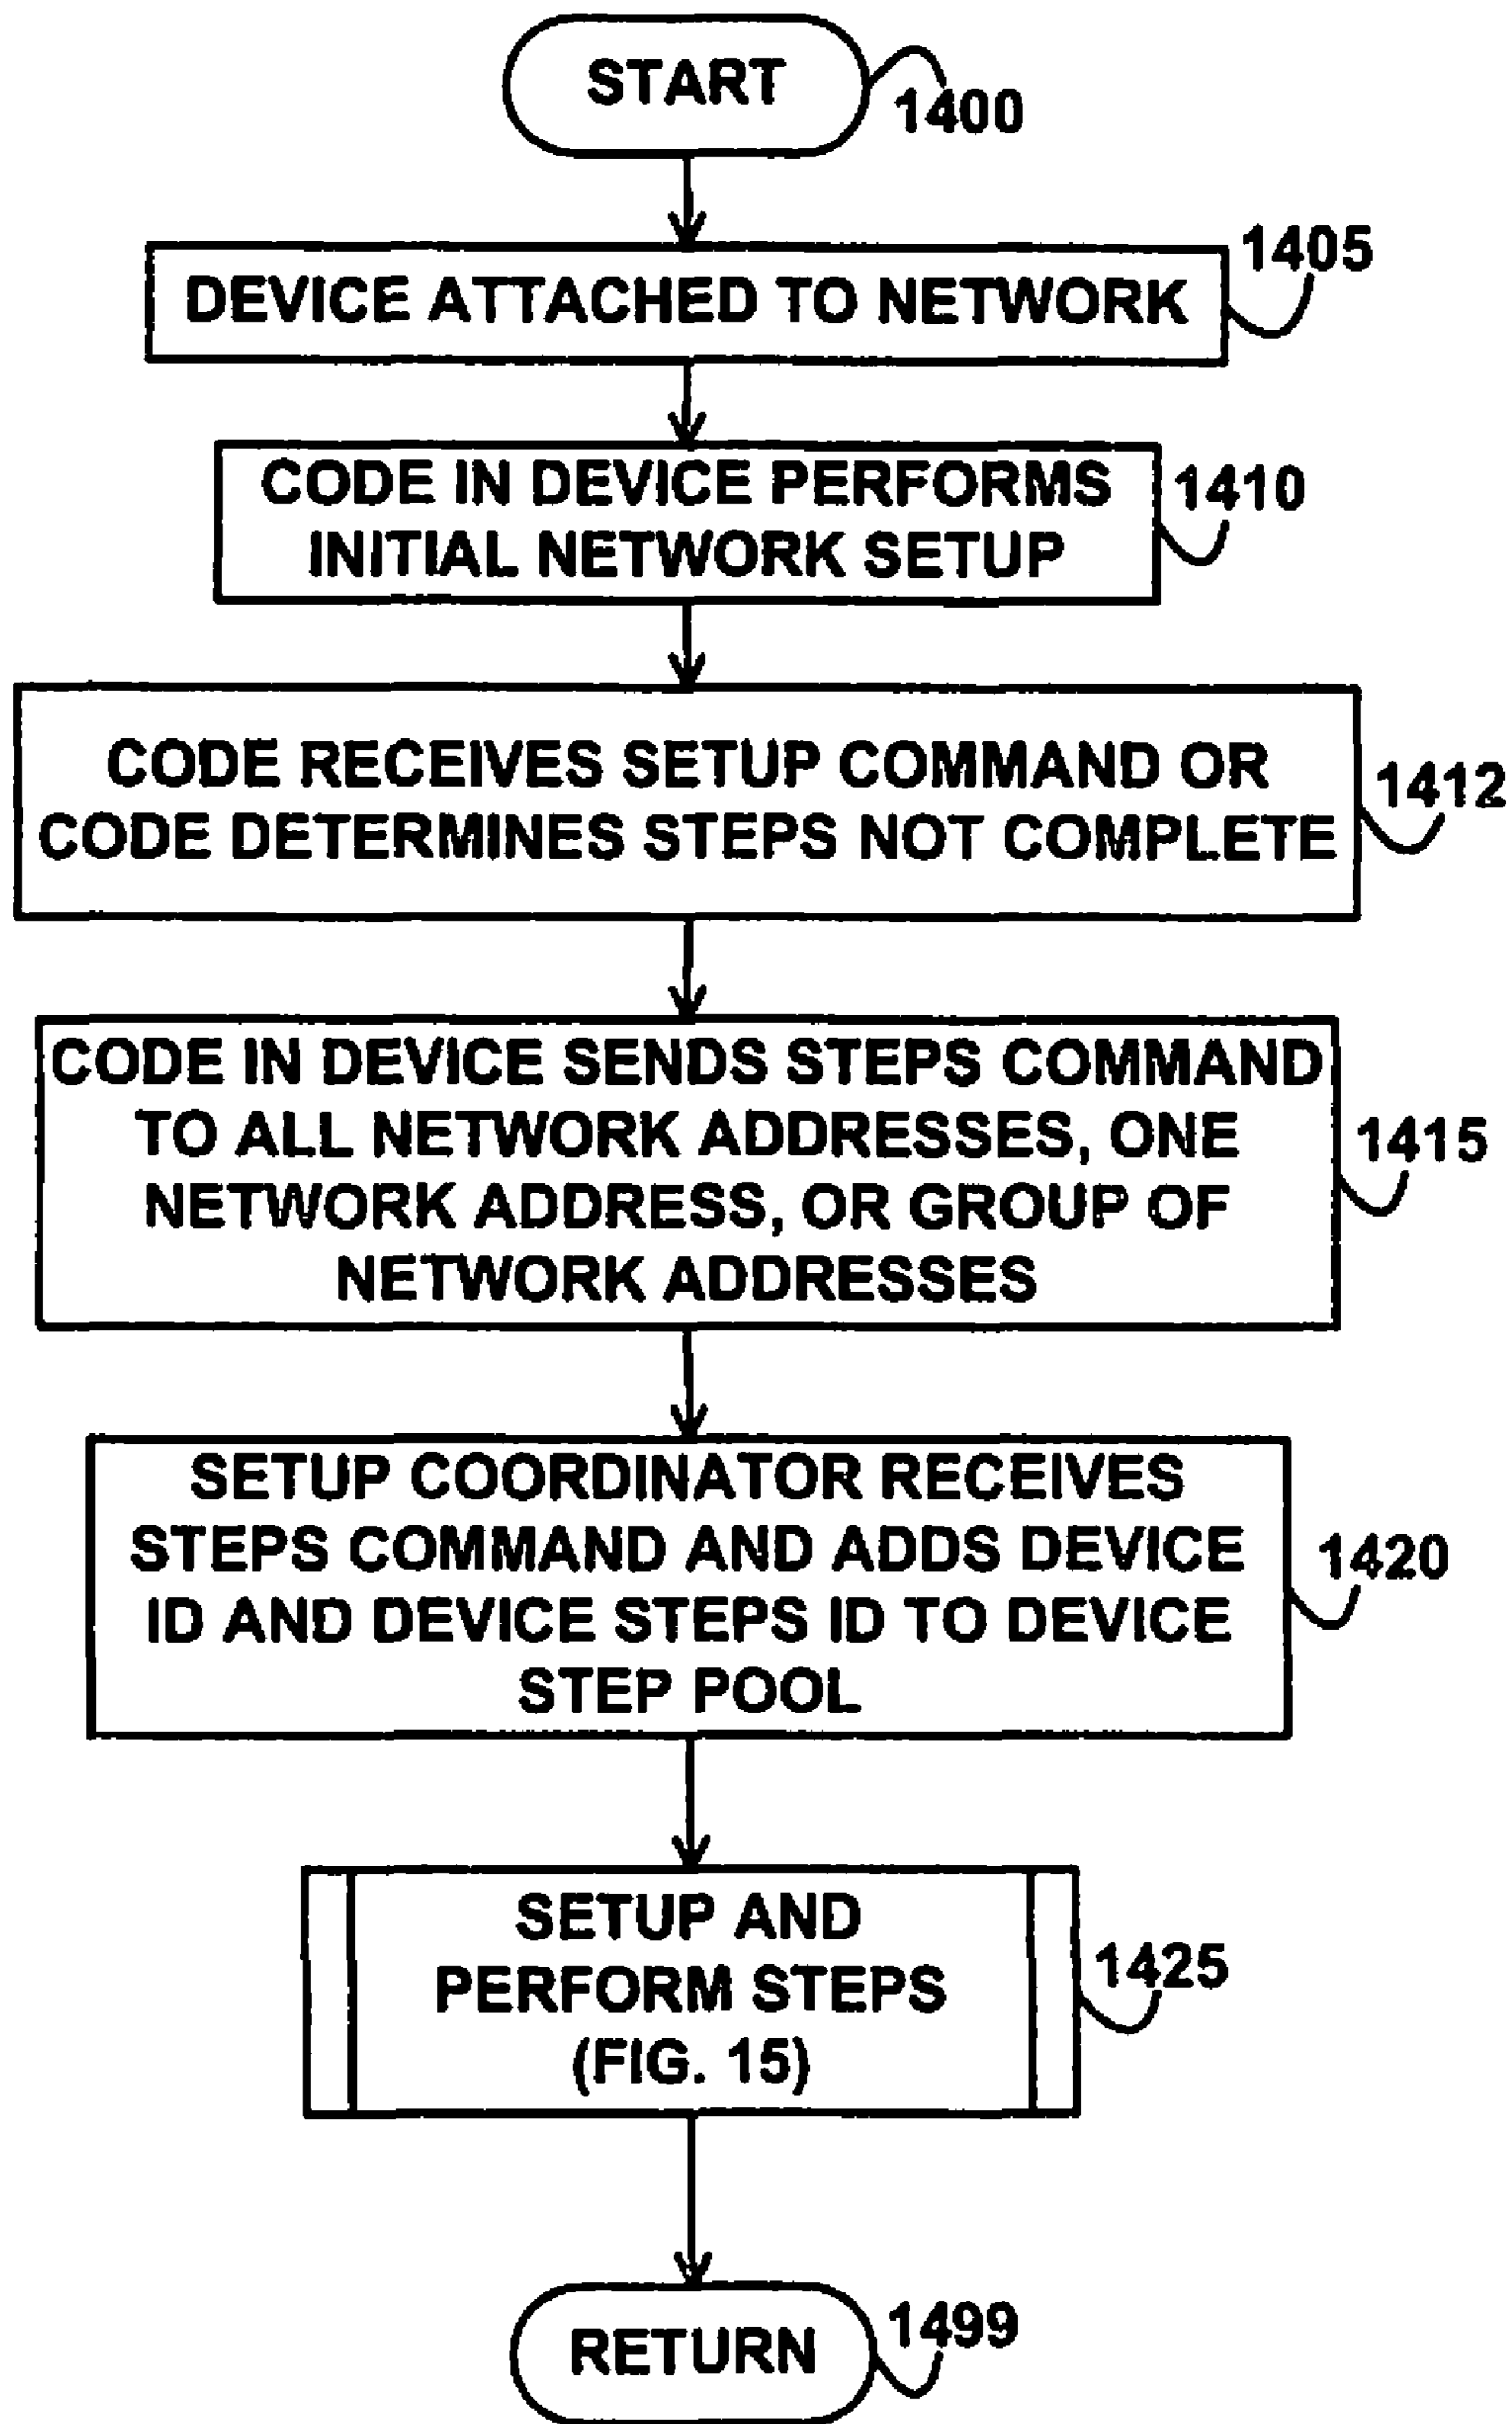 START
1400
DEVICE ATTACHED TO NETWORK
1405
CODE IN DEVICE PERFORMS
INITIAL NETWORK SETUP
1410
CODE RECEIVES SETUP COMMAND OR
CODE DETERMINES STEPS NOT COMPLETE
1412
CODE IN DEVICE SENDS STEPS COMMAND
TO ALL NETWORK ADDRESSES, ONE
NETWORK ADDRESS, OR GROUP OF
NETWORK ADDRESSES
1415
SETUP COORDINATOR RECEIVES
STEPS COMMAND AND ADDS DEVICE
ID AND DEVICE STEPS ID TO DEVICE
STEP POOL
1420
SETUP AND
PERFORM STEPS
(FIG. 15)
1425
RETURN
1499